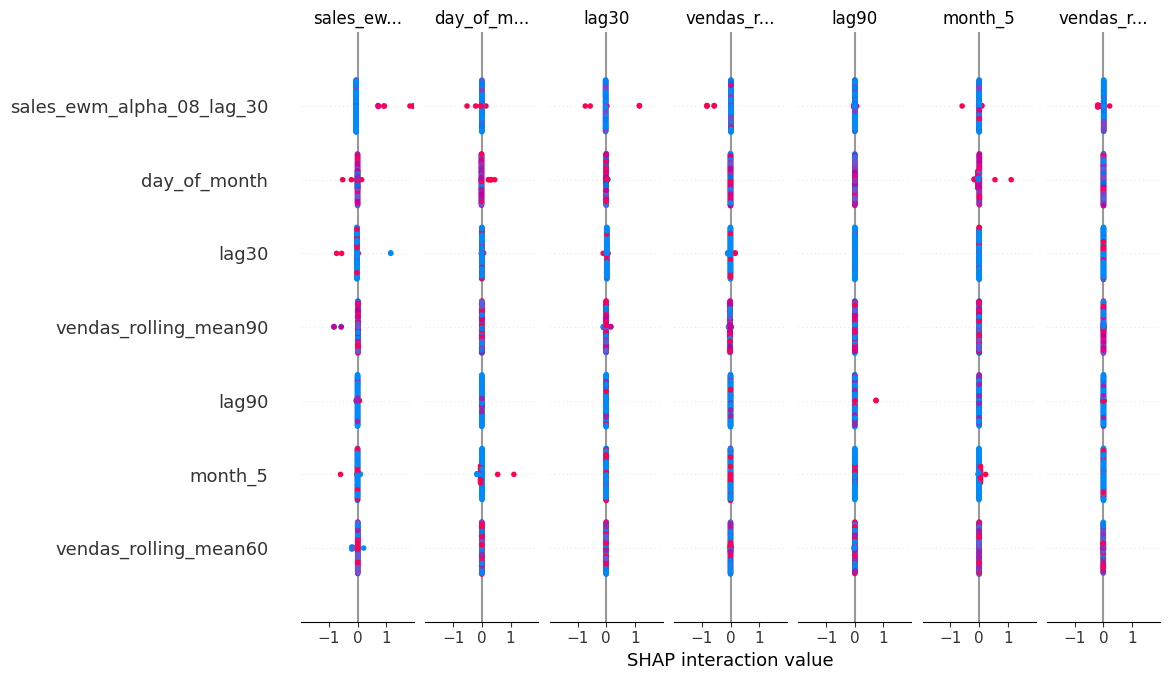 sales_ew... day_of_m... lag30 vendas_r... lag90 month_5 vendas_r...
sales_ewm_alpha_08_lag_30
day_of_month
lag30
vendas_rolling_mean90
lag90
month_5
vendas_rolling_mean60
−1 0 1 −1 0 1 −1 0 1 −1 0 1 −1 0 1 −1 0 1 −1 0 1
SHAP interaction value